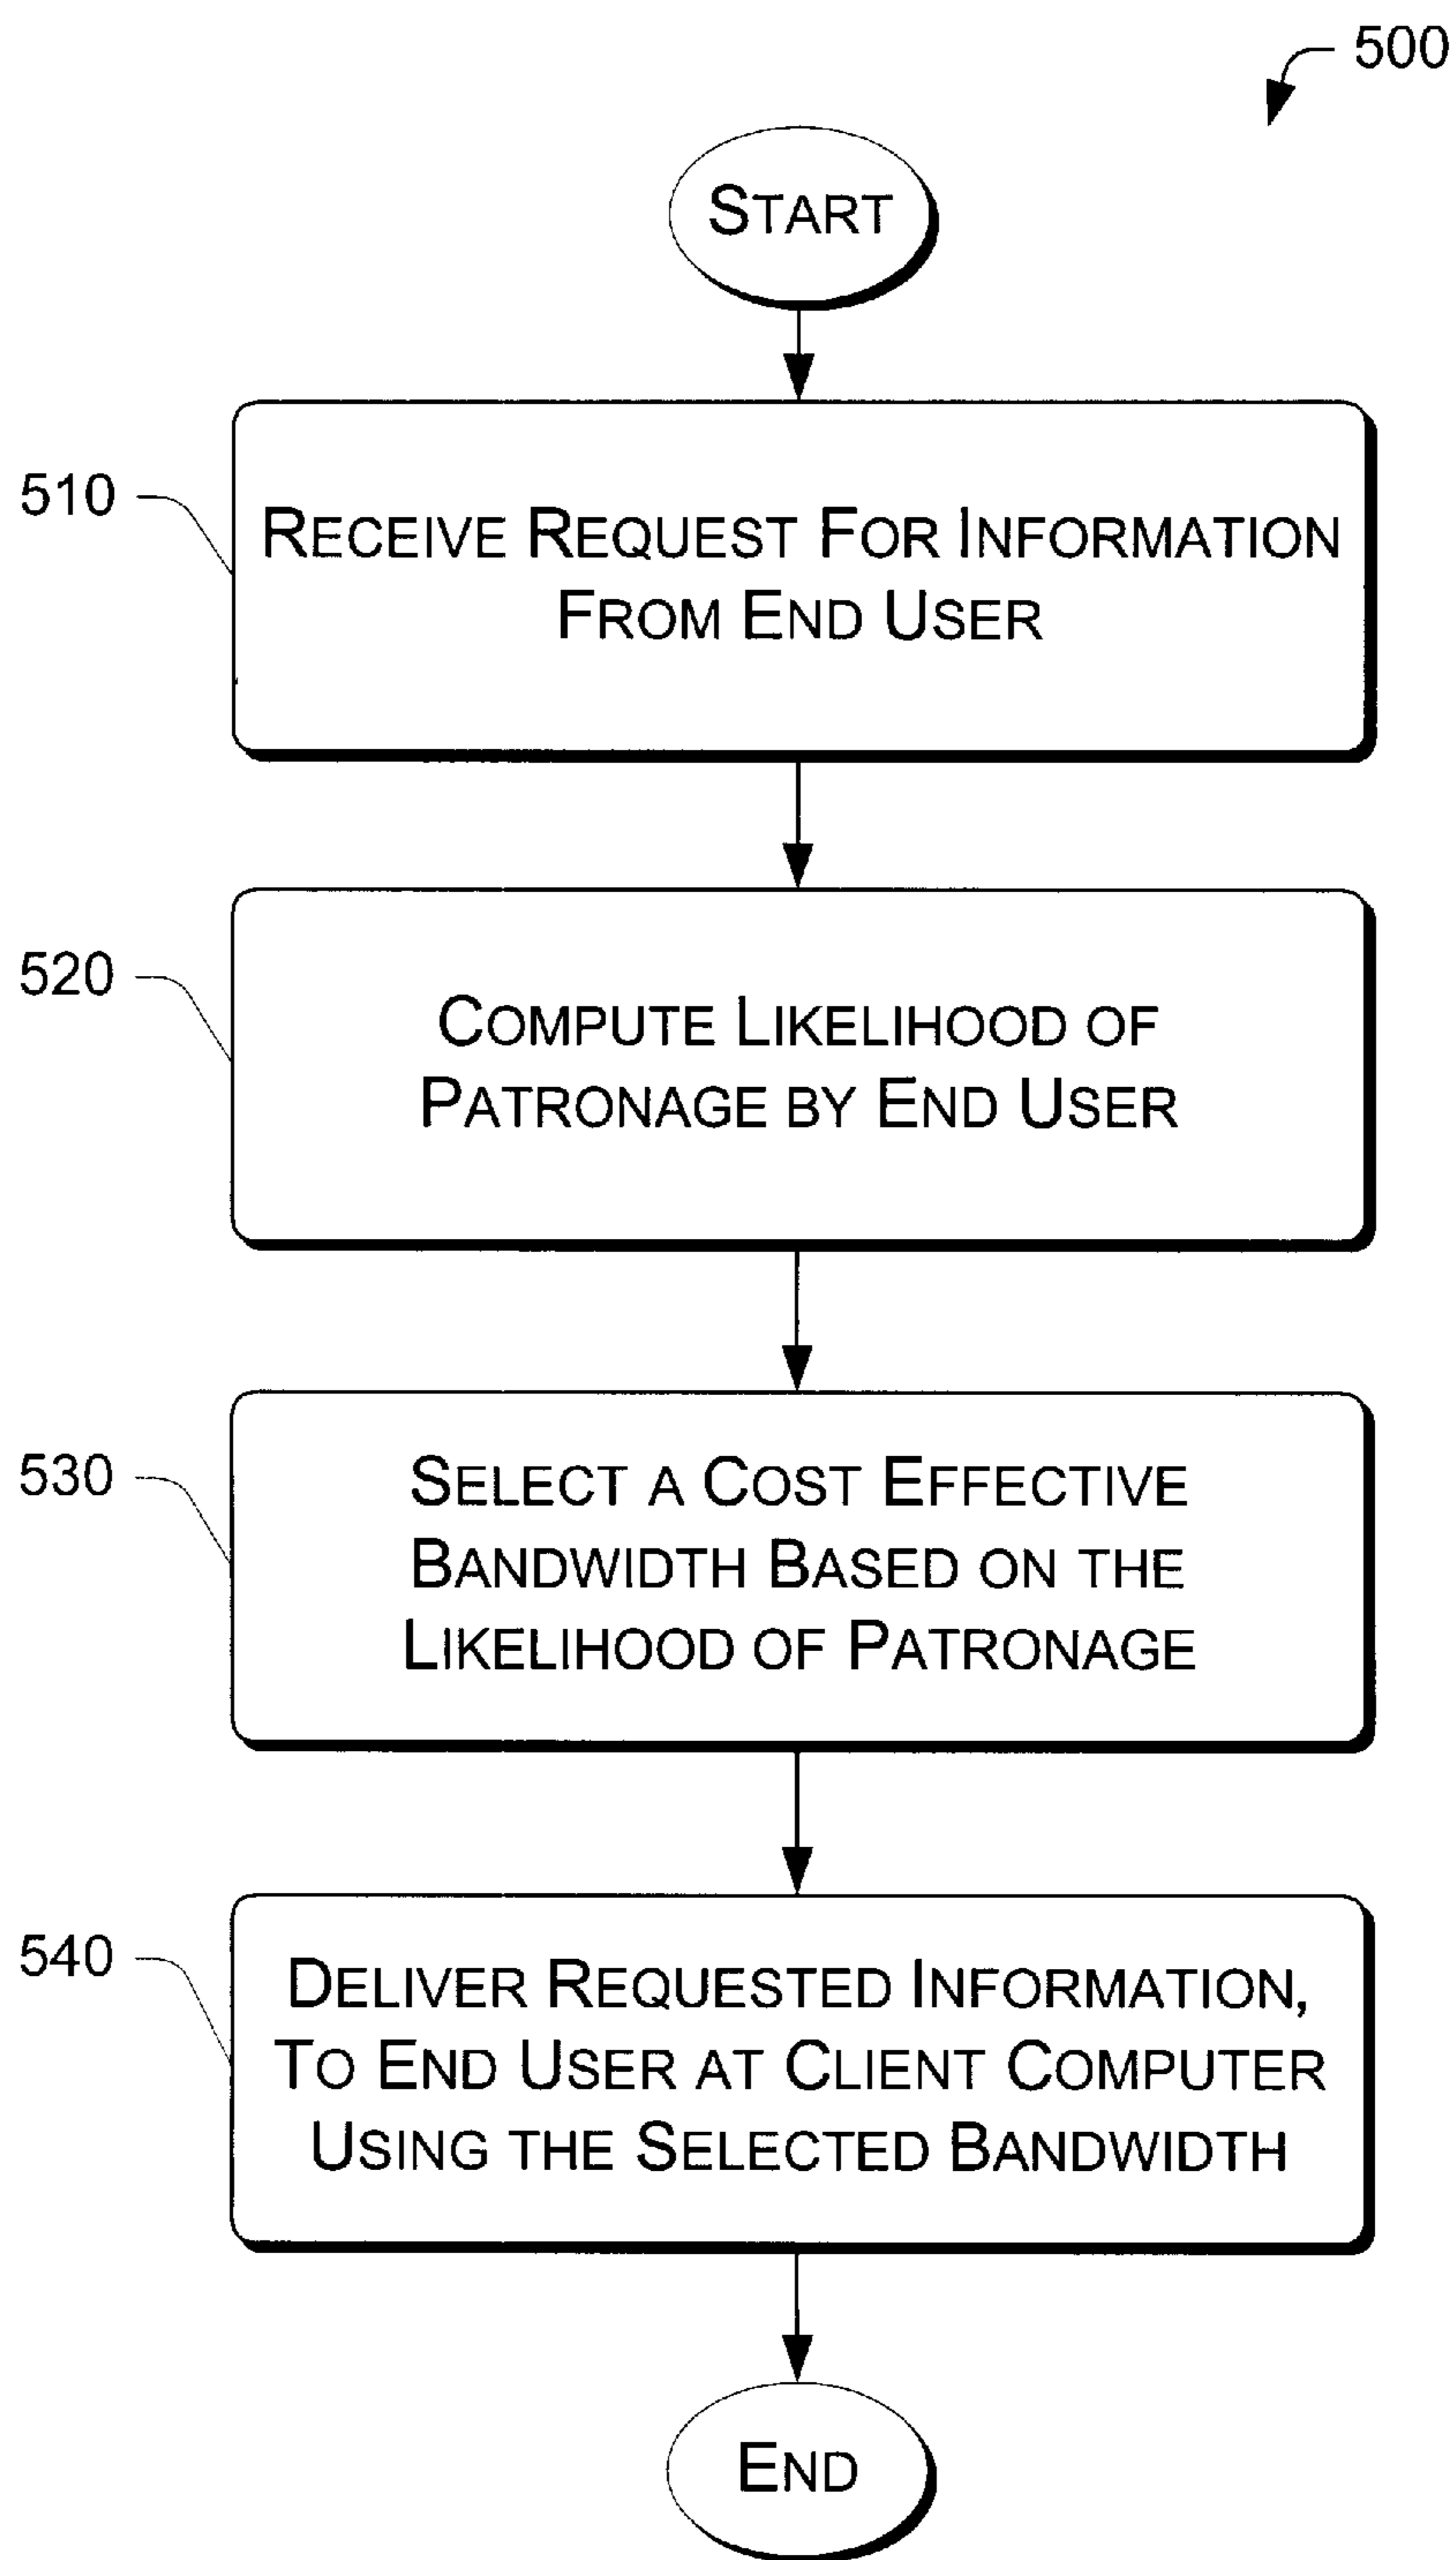 500
START
510
RECEIVE REQUEST FOR INFORMATION
FROM END USER
520
COMPUTE LIKELIHOOD OF
PATRONAGE BY END USER
530
SELECT A COST EFFECTIVE
BANDWIDTH BASED ON THE
LIKELIHOOD OF PATRONAGE
540
DELIVER REQUESTED INFORMATION,
TO END USER AT CLIENT COMPUTER
USING THE SELECTED BANDWIDTH
END